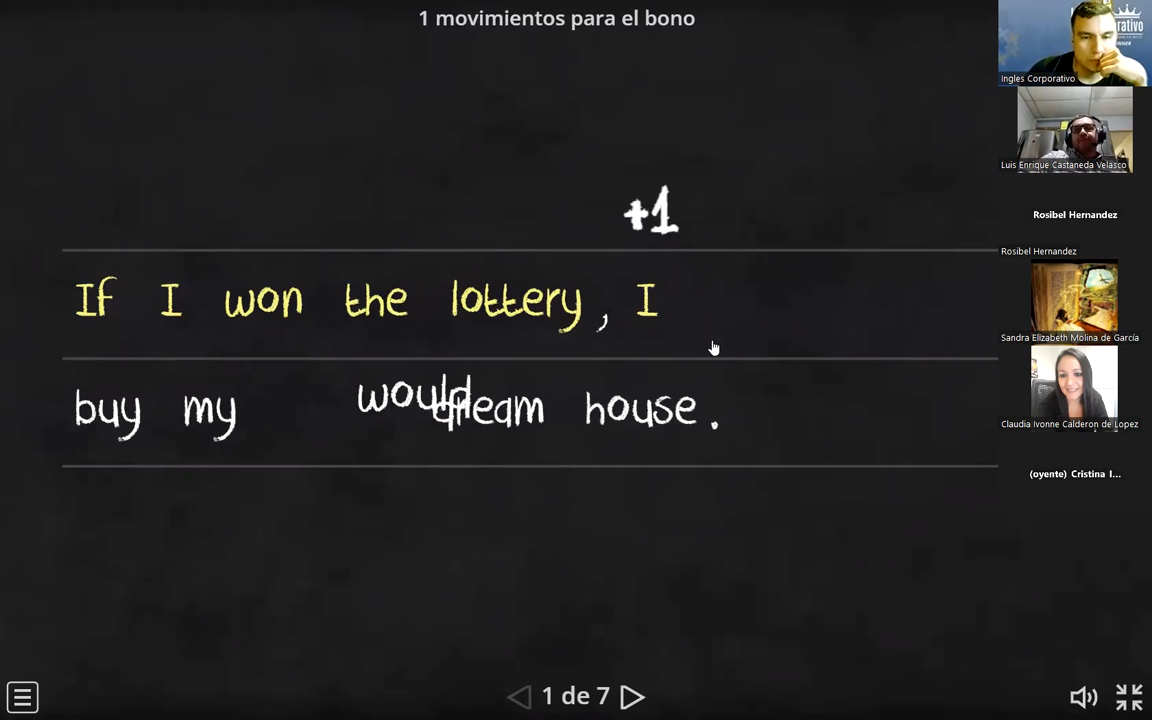 1 movimientos para el bono
+1
If I won the lottery, I
buy my would dream house.
1 de 7
rativo
Ingles Corporativo
Luis Enrique Castaneda Velasco
Rosibel Hernandez
Rosibel Hernandez
Sandra Elizabeth Molina de García
Claudia Ivonne Calderon de Lopez
(oyente) Cristina I...